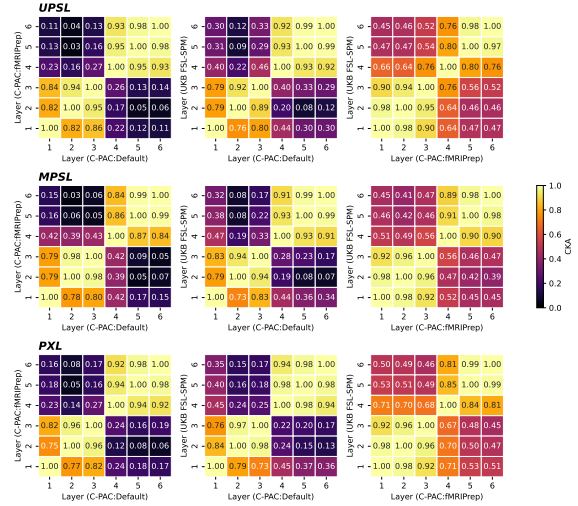 UPSL
Layer (C-PAC:fMRIPrep)
6 0.11 0.04 0.13 0.93 0.98 1.00
5 0.13 0.03 0.16 0.95 1.00 0.98
4 0.23 0.16 0.27 1.00 0.95 0.93
3 0.84 0.94 1.00 0.26 0.13 0.14
2 0.82 1.00 0.95 0.17 0.05 0.06
1 1.00 0.82 0.86 0.22 0.12 0.11
1 2 3 4 5 6
Layer (C-PAC:Default)
Layer (UKB FSL-SPM)
6 0.30 0.12 0.33 0.92 0.99 1.00
5 0.31 0.09 0.29 0.93 1.00 0.99
4 0.40 0.22 0.46 1.00 0.93 0.92
3 0.79 0.92 1.00 0.40 0.33 0.29
2 0.79 1.00 0.89 0.20 0.08 0.12
1 1.00 0.76 0.80 0.44 0.30 0.30
1 2 3 4 5 6
Layer (C-PAC:Default)
Layer (UKB FSL-SPM)
6 0.45 0.46 0.52 0.76 0.98 1.00
5 0.47 0.47 0.54 0.80 1.00 0.97
4 0.66 0.64 0.76 1.00 0.80 0.76
3 0.90 0.94 1.00 0.76 0.56 0.52
2 0.98 1.00 0.94 0.64 0.46 0.46
1 1.00 0.98 0.90 0.64 0.47 0.47
1 2 3 4 5 6
Layer (C-PAC:fMRIPrep)
MPSL
Layer (C-PAC:fMRIPrep)
6 0.15 0.03 0.06 0.84 0.99 1.00
5 0.16 0.06 0.05 0.86 1.00 0.99
4 0.42 0.39 0.43 1.00 0.87 0.84
3 0.79 0.98 1.00 0.42 0.09 0.05
2 0.79 1.00 0.98 0.39 0.05 0.07
1 1.00 0.78 0.80 0.42 0.17 0.15
1 2 3 4 5 6
Layer (C-PAC:Default)
Layer (UKB FSL-SPM)
6 0.32 0.08 0.17 0.91 0.99 1.00
5 0.38 0.08 0.22 0.93 1.00 0.99
4 0.47 0.19 0.33 1.00 0.93 0.91
3 0.83 0.94 1.00 0.28 0.23 0.17
2 0.79 1.00 0.94 0.19 0.08 0.07
1 1.00 0.73 0.83 0.44 0.36 0.34
1 2 3 4 5 6
Layer (C-PAC:Default)
Layer (UKB FSL-SPM)
6 0.45 0.41 0.47 0.89 0.98 1.00
5 0.46 0.42 0.46 0.91 1.00 0.98
4 0.51 0.49 0.56 1.00 0.90 0.90
3 0.92 0.96 1.00 0.56 0.46 0.47
2 0.98 1.00 0.96 0.47 0.42 0.39
1 1.00 0.98 0.92 0.52 0.45 0.45
1 2 3 4 5 6
Layer (C-PAC:fMRIPrep)
1.0
0.8
0.6
0.4
0.2
0.0
CKA
PXL
Layer (C-PAC:fMRIPrep)
6 0.16 0.08 0.17 0.92 0.98 1.00
5 0.18 0.05 0.16 0.94 1.00 0.98
4 0.23 0.14 0.27 1.00 0.94 0.92
3 0.82 0.96 1.00 0.24 0.16 0.19
2 0.75 1.00 0.96 0.12 0.08 0.06
1 1.00 0.77 0.82 0.24 0.18 0.17
1 2 3 4 5 6
Layer (C-PAC:Default)
Layer (UKB FSL-SPM)
6 0.35 0.15 0.17 0.94 0.98 1.00
5 0.40 0.16 0.18 0.98 1.00 0.98
4 0.45 0.24 0.25 1.00 0.98 0.94
3 0.76 0.97 1.00 0.22 0.20 0.17
2 0.84 1.00 0.98 0.24 0.15 0.13
1 1.00 0.79 0.73 0.45 0.37 0.36
1 2 3 4 5 6
Layer (C-PAC:Default)
Layer (UKB FSL-SPM)
6 0.50 0.49 0.46 0.81 0.99 1.00
5 0.53 0.51 0.49 0.85 1.00 0.99
4 0.71 0.70 0.68 1.00 0.84 0.81
3 0.92 0.96 1.00 0.67 0.48 0.45
2 0.98 1.00 0.96 0.70 0.50 0.47
1 1.00 0.98 0.92 0.71 0.53 0.51
1 2 3 4 5 6
Layer (C-PAC:fMRIPrep)